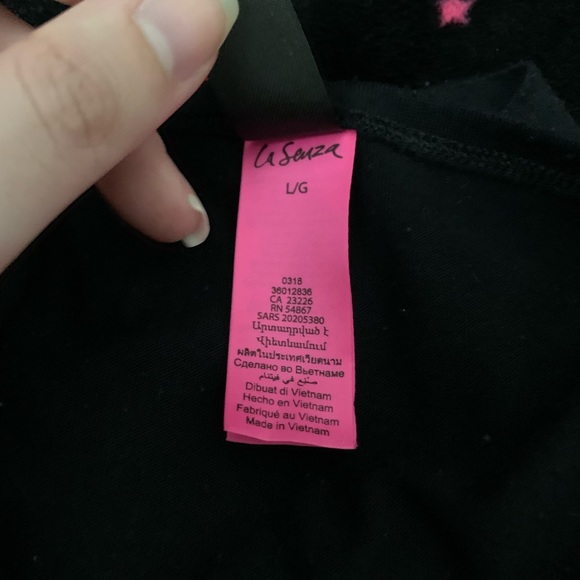 la Senza
L/G
0318
36012836
CA 23226
RN 54867
SARS 20205380
Արտադրված է
Վիետնամում
ผลิตในประเทศเวียดนาม
Сделано во Вьетнаме
صنع في فيتنام
Dibuat di Vietnam
Hecho en Vietnam
Fabriqué au Vietnam
Made in Vietnam